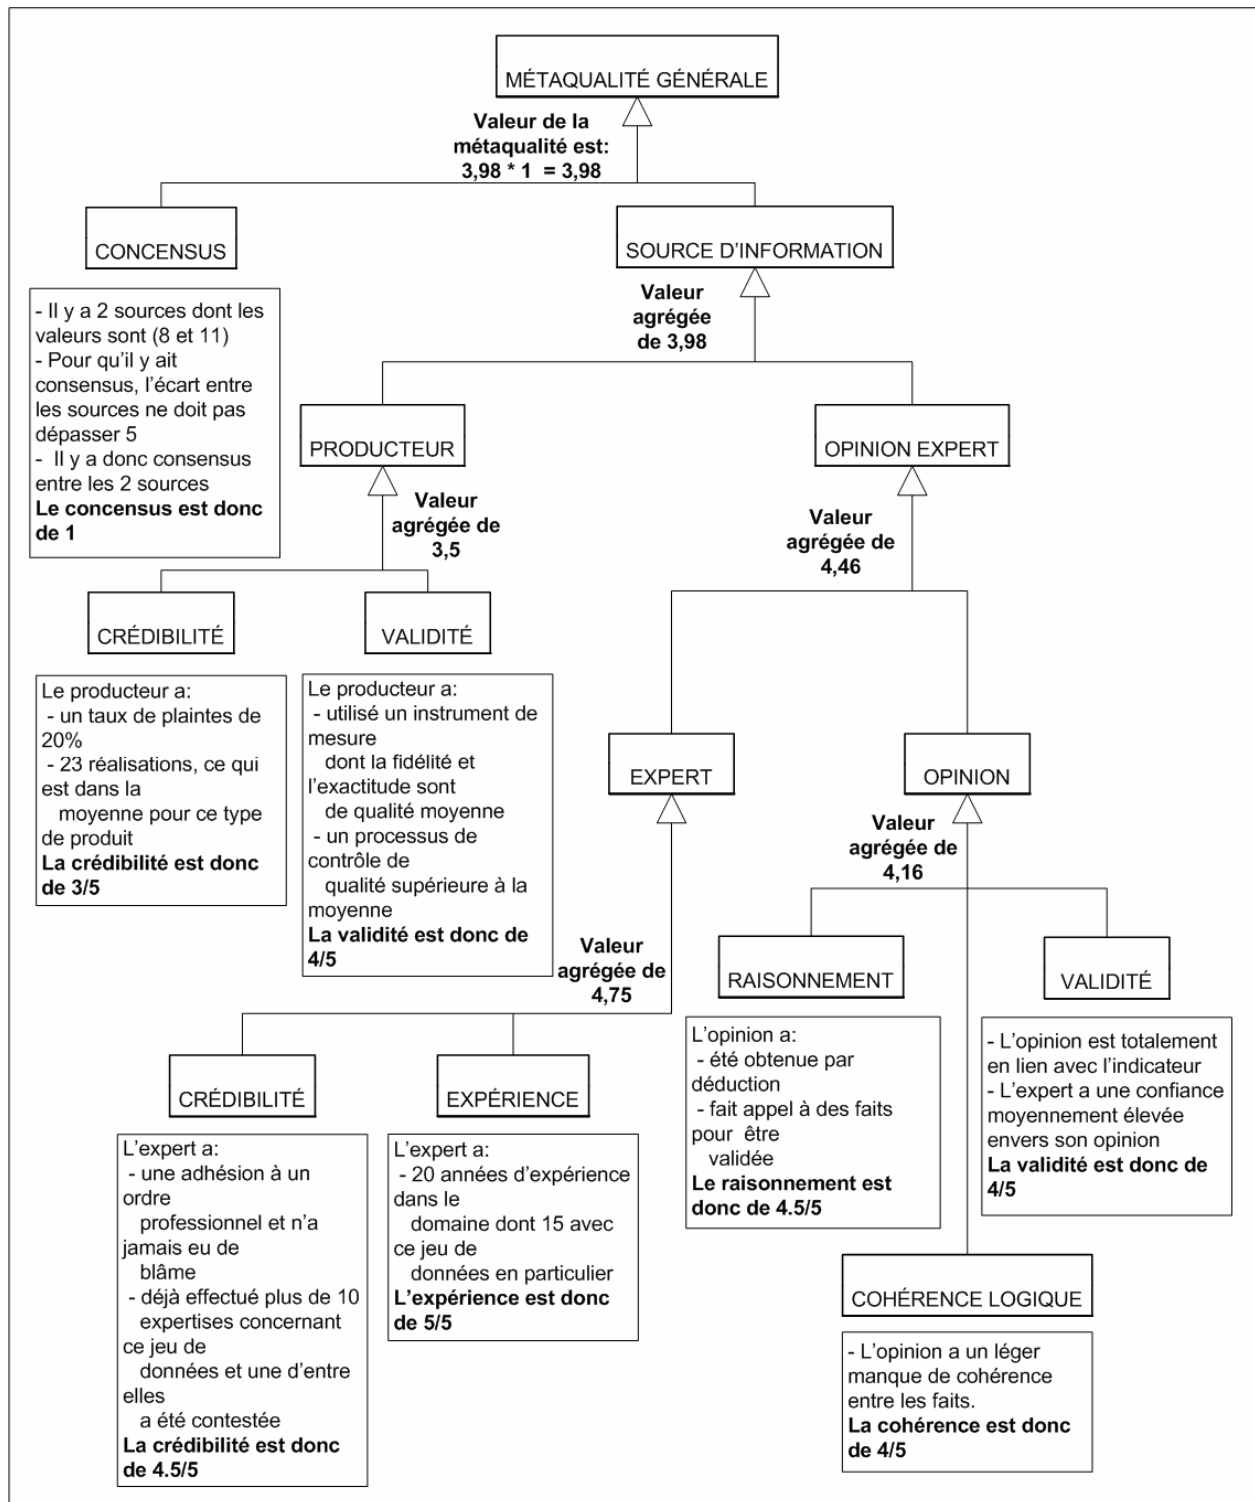 MÉTAQUALITÉ GÉNÉRALE
Valeur de la
métaqualité est:
3,98 * 1 = 3,98
CONCENSUS
SOURCE D'INFORMATION
- Il y a 2 sources dont les
valeurs sont (8 et 11)
- Pour qu'il y ait
consensus, l'écart entre
les sources ne doit pas
dépasser 5
- Il y a donc consensus
entre les 2 sources
Le concensus est donc
de 1
Valeur
agrégée
de 3,98
PRODUCTEUR
OPINION EXPERT
Valeur
agrégée de
3,5
Valeur
agrégée de
4,46
CRÉDIBILITÉ
VALIDITÉ
Le producteur a:
- un taux de plaintes de
20%
- 23 réalisations, ce qui
est dans la
moyenne pour ce type
de produit
La crédibilité est donc
de 3/5
Le producteur a:
- utilisé un instrument de
mesure
dont la fidélité et
l'exactitude sont
de qualité moyenne
- un processus de
contrôle de
qualité supérieure à la
moyenne
La validité est donc de
4/5
EXPERT
OPINION
Valeur
agrégée de
4,75
Valeur
agrégée de
4,16
CRÉDIBILITÉ
EXPÉRIENCE
L'expert a:
- une adhésion à un
ordre
professionnel et n'a
jamais eu de
blâme
- déjà effectué plus de 10
expertises concernant
ce jeu de
données et une d'entre
elles
a été contestée
La crédibilité est donc
de 4.5/5
L'expert a:
- 20 années d'expérience
dans le
domaine dont 15 avec
ce jeu de
données en particulier
L'expérience est donc
de 5/5
RAISONNEMENT
VALIDITÉ
L'opinion a:
- été obtenue par
déduction
- fait appel à des faits
pour être
validée
Le raisonnement est
donc de 4.5/5
- L'opinion est totalement
en lien avec l'indicateur
- L'expert a une confiance
moyennement élevée
envers son opinion
La validité est donc de
4/5
COHÉRENCE LOGIQUE
- L'opinion a un léger
manque de cohérence
entre les faits.
La cohérence est donc
de 4/5